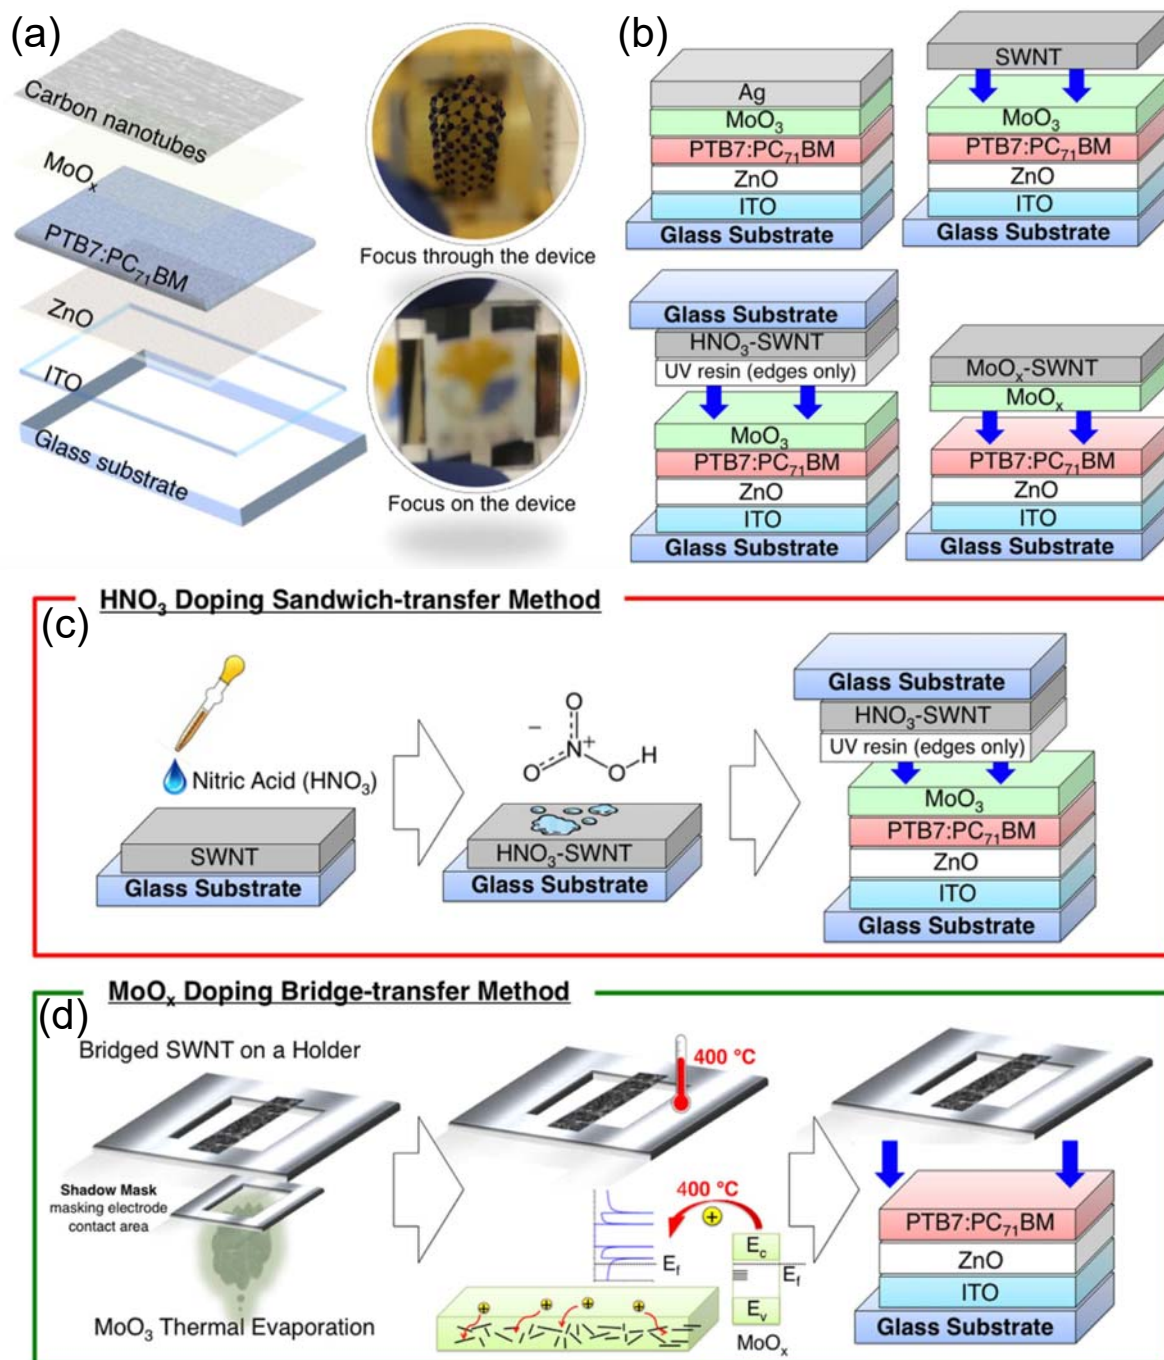 (a)
Carbon nanotubes
MoOₓ
PTB7:PC₇₁BM
ZnO
ITO
Glass substrate
Focus through the device
Focus on the device
(b)
Ag
MoO₃
PTB7:PC₇₁BM
ZnO
ITO
Glass Substrate
SWNT
MoO₃
PTB7:PC₇₁BM
ZnO
ITO
Glass Substrate
Glass Substrate
HNO₃-SWNT
UV resin (edges only)
MoO₃
PTB7:PC₇₁BM
ZnO
ITO
Glass Substrate
MoOₓ-SWNT
MoOₓ
PTB7:PC₇₁BM
ZnO
ITO
Glass Substrate
HNO₃ Doping Sandwich-transfer Method
(c)
Nitric Acid (HNO₃)
SWNT
Glass Substrate
O
−
N⁺
O
O
H
HNO₃-SWNT
Glass Substrate
Glass Substrate
HNO₃-SWNT
UV resin (edges only)
MoO₃
PTB7:PC₇₁BM
ZnO
ITO
Glass Substrate
MoOₓ Doping Bridge-transfer Method
(d)
Bridged SWNT on a Holder
Shadow Mask
masking electrode
contact area
MoO₃ Thermal Evaporation
400 °C
400 °C
+
E_f
E_c
E_f
E_v
MoOₓ
+
+
+
+
PTB7:PC₇₁BM
ZnO
ITO
Glass Substrate